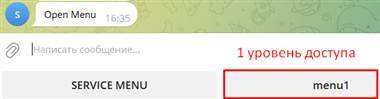 S
Open Menu
16:35
Написать сообщение...
1 уровень доступа
SERVICE MENU
menu1